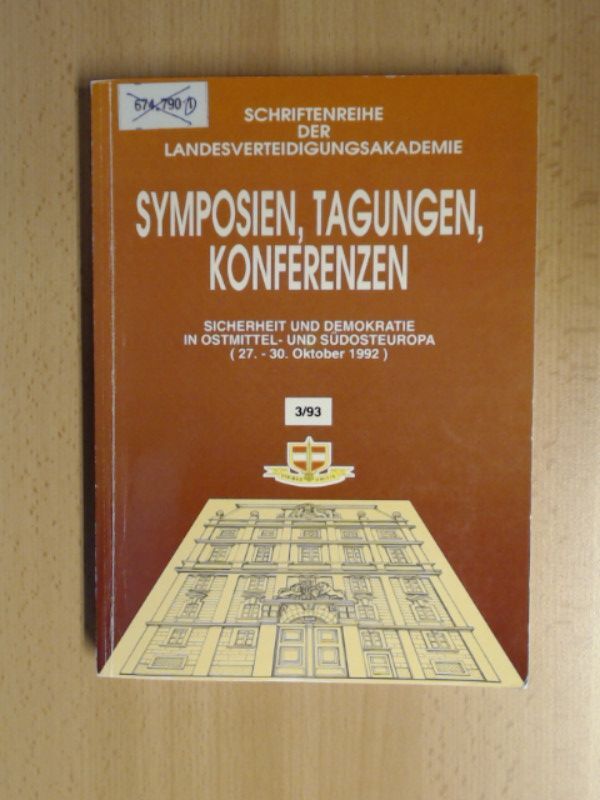 674.790 D
SCHRIFTENREIHE
DER
LANDESVERTEIDIGUNGSAKADEMIE
SYMPOSIEN, TAGUNGEN,
KONFERENZEN
SICHERHEIT UND DEMOKRATIE
IN OSTMITTEL- UND SÜDOSTEUROPA
( 27. - 30. Oktober 1992 )
3/93